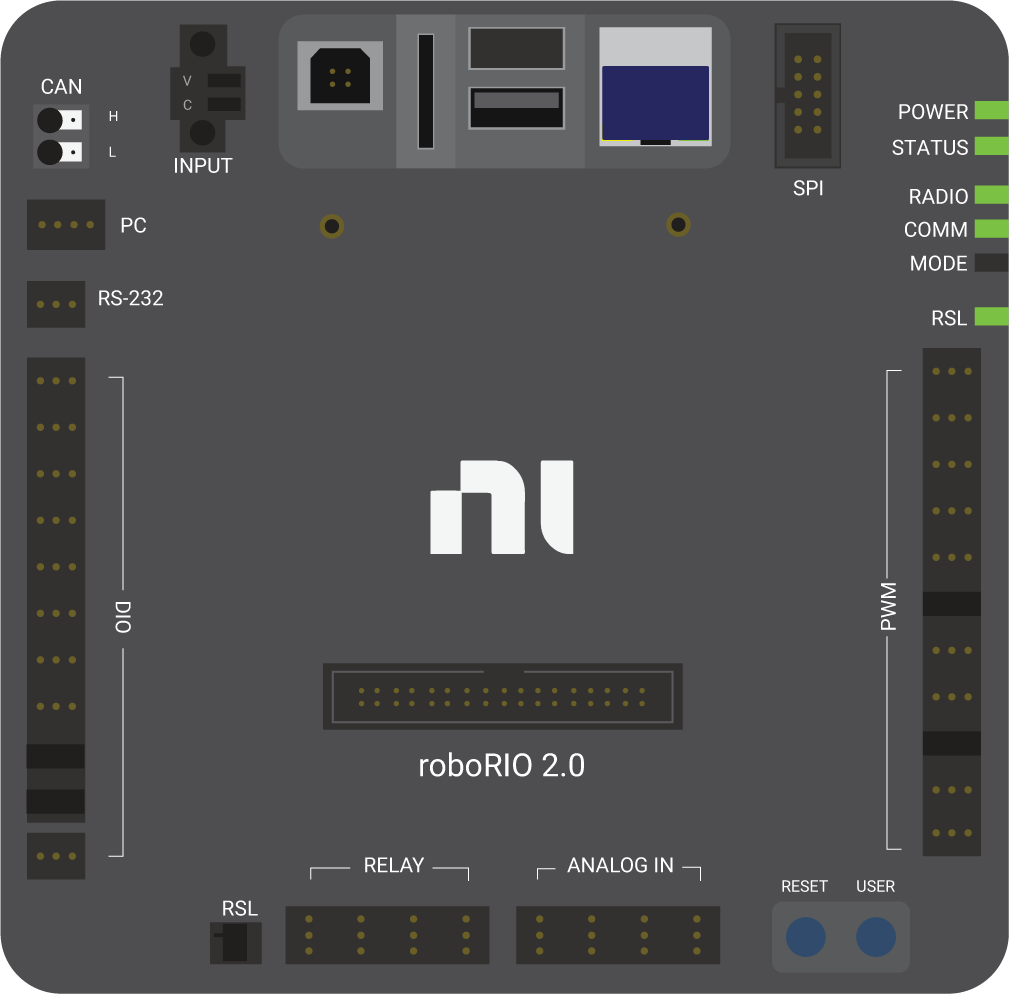 CAN
H
L
V
C
INPUT
SPI
POWER
STATUS
RADIO
COMM
MODE
RSL
PC
RS-232
DIO
PWM
ni
roboRIO 2.0
RELAY
ANALOG IN
RSL
RESET
USER